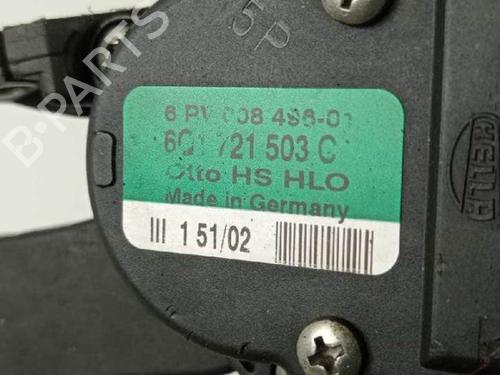 5P
6 PV 008 496-01
6Q1 721 503 C
Otto HS HLO
Made in Germany
III 1 51/02
HELLA
B-PARTS